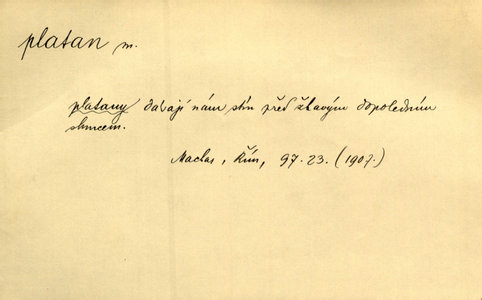 platan m.
platany dávají nám stín před žhavým dopoledním
sluncem.
Machar, Řím, 97.23. (1907.)